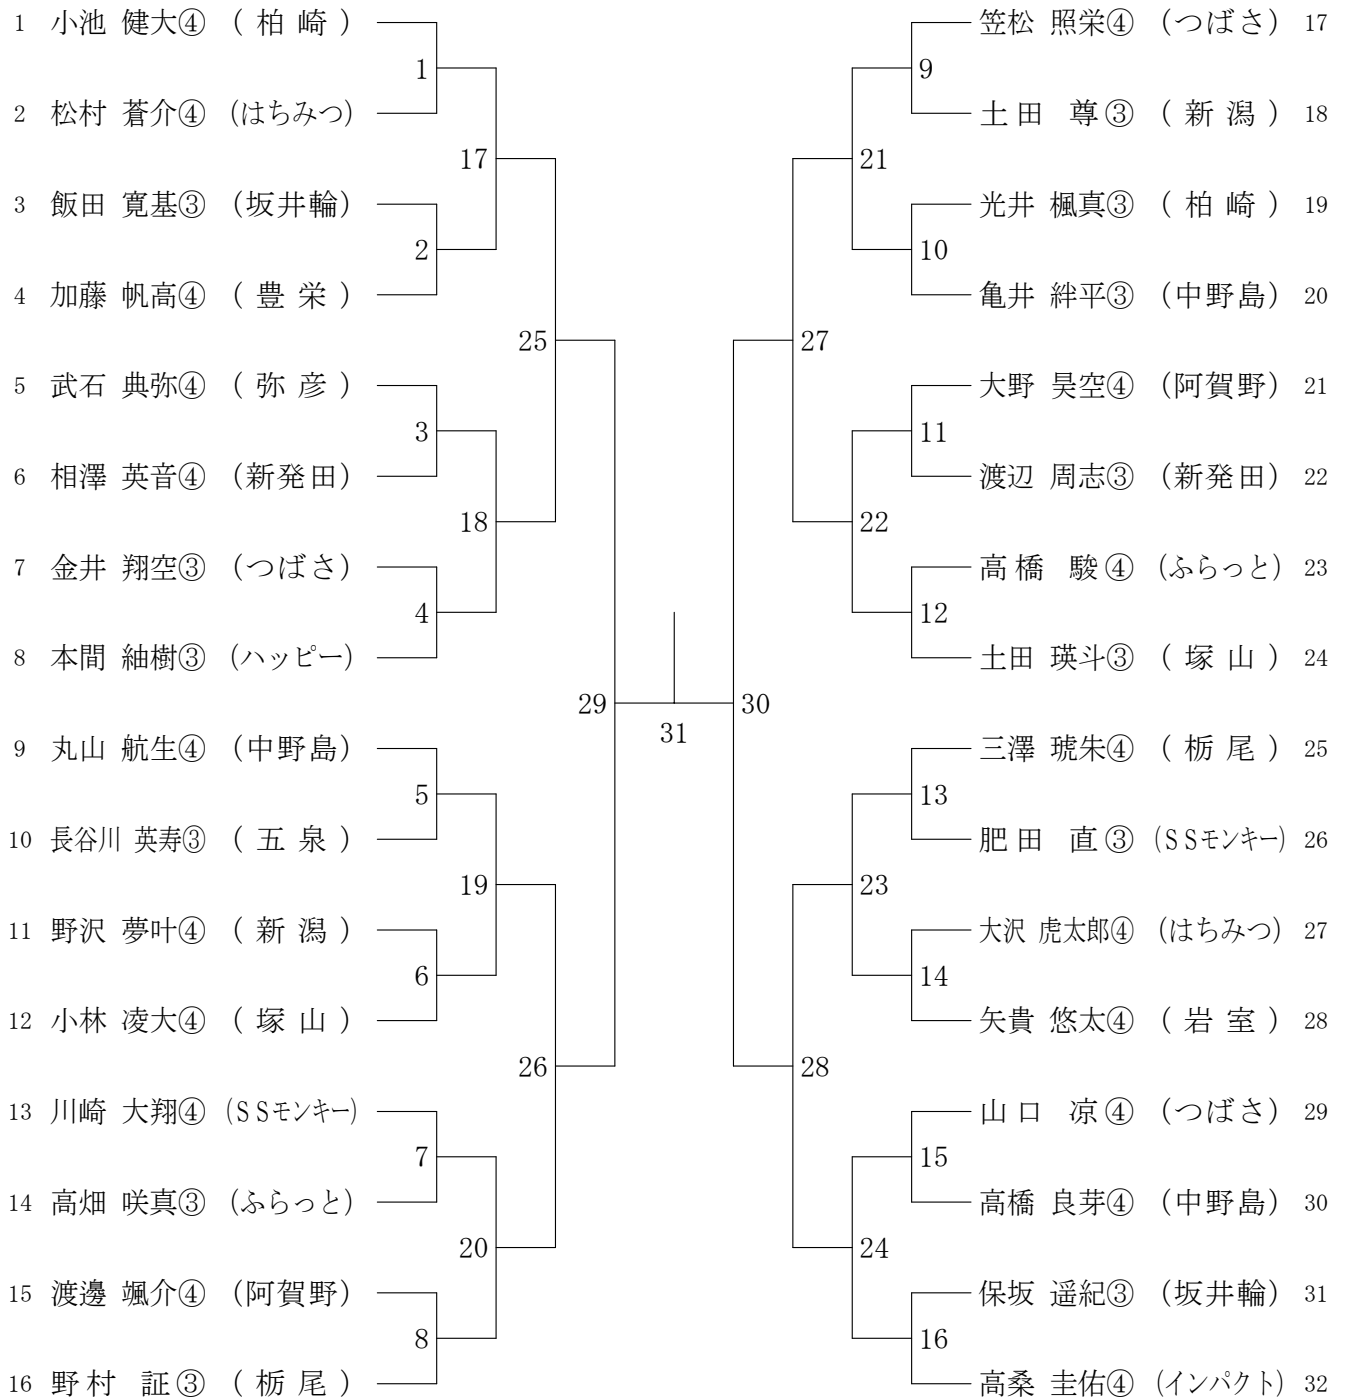 1 小池 健大④ ( 柏 崎 )
1
2 松村 蒼介④ (はちみつ)
17
3 飯田 寛基③ (坂井輪)
2
4 加藤 帆高④ ( 豊 栄 )
25
5 武石 典弥④ ( 弥 彦 )
3
6 相澤 英音④ (新発田)
18
7 金井 翔空③ (つばさ)
4
8 本間 紬樹③ (ハッピー)
29
9 丸山 航生④ (中野島)
5
10 長谷川 英寿③ ( 五 泉 )
19
11 野沢 夢叶④ ( 新 潟 )
6
12 小林 凌大④ ( 塚 山 )
26
13 川崎 大翔④ (SSモンキー)
7
14 高畑 咲真③ (ふらっと)
20
15 渡邊 颯介④ (阿賀野)
8
16 野村 証③ ( 栃 尾 )
31
笠松 照栄④ (つばさ) 17
9
土田 尊③ ( 新 潟 ) 18
21
光井 楓真③ ( 柏 崎 ) 19
10
亀井 絆平③ (中野島) 20
27
大野 昊空④ (阿賀野) 21
11
渡辺 周志③ (新発田) 22
22
高橋 駿④ (ふらっと) 23
12
土田 瑛斗③ ( 塚 山 ) 24
30
三澤 琥朱④ ( 栃 尾 ) 25
13
肥田 直③ (SSモンキー) 26
23
大沢 虎太郎④ (はちみつ) 27
14
矢貴 悠太④ ( 岩 室 ) 28
28
山口 凉④ (つばさ) 29
15
高橋 良芽④ (中野島) 30
24
保坂 遥紀③ (坂井輪) 31
16
高桑 圭佑④ (インパクト) 32